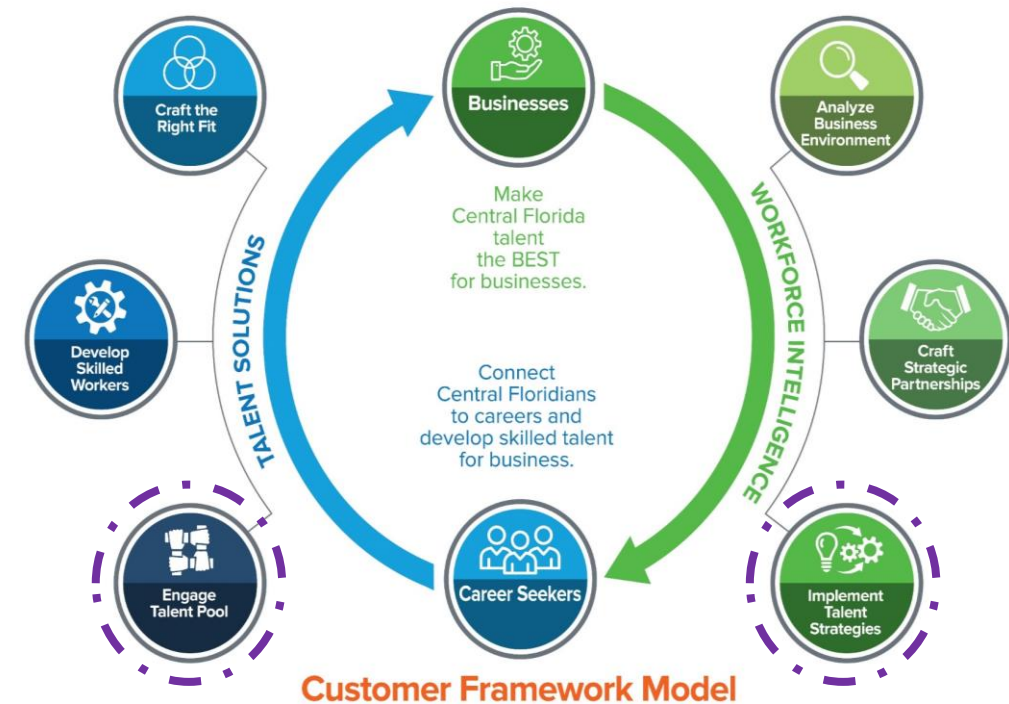 Craft the
Right Fit
Businesses
Analyze
Business
Environment
Make
Central Florida
talent
the BEST
for businesses.
TALENT SOLUTIONS
WORKFORCE INTELLIGENCE
Develop
Skilled
Workers
Craft
Strategic
Partnerships
Connect
Central Floridians
to careers and
develop skilled talent
for business.
Engage
Talent Pool
Career Seekers
Implement
Talent
Strategies
Customer Framework Model